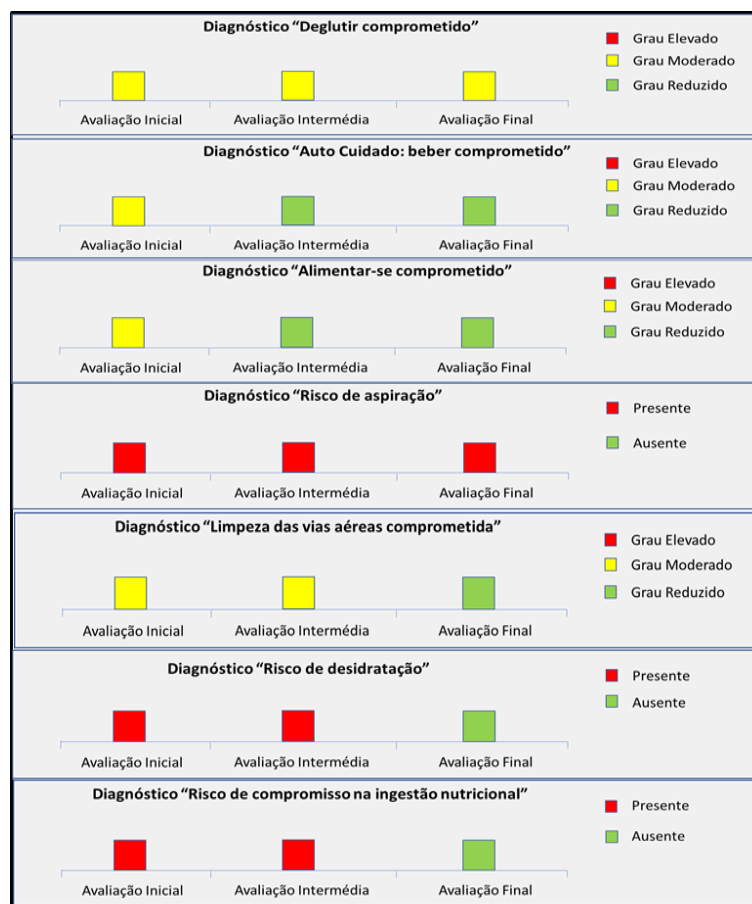 Diagnóstico “Deglutir comprometido”
Grau Elevado
Grau Moderado
Grau Reduzido
Avaliação Inicial Avaliação Intermédia Avaliação Final
Diagnóstico “Auto Cuidado: beber comprometido”
Grau Elevado
Grau Moderado
Grau Reduzido
Avaliação Inicial Avaliação Intermédia Avaliação Final
Diagnóstico “Alimentar-se comprometido”
Grau Elevado
Grau Moderado
Grau Reduzido
Avaliação Inicial Avaliação Intermédia Avaliação Final
Diagnóstico “Risco de aspiração”
Presente
Ausente
Avaliação Inicial Avaliação Intermédia Avaliação Final
Diagnóstico “Limpeza das vias aéreas comprometida”
Grau Elevado
Grau Moderado
Grau Reduzido
Avaliação Inicial Avaliação Intermédia Avaliação Final
Diagnóstico “Risco de desidratação”
Presente
Ausente
Avaliação Inicial Avaliação Intermédia Avaliação Final
Diagnóstico “Risco de compromisso na ingestão nutricional”
Presente
Ausente
Avaliação Inicial Avaliação Intermédia Avaliação Final